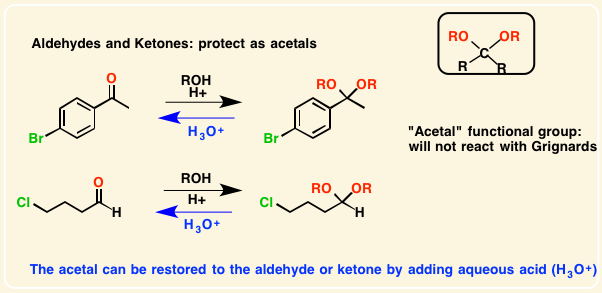 Aldehydes and Ketones: protect as acetals
RO OR
C
R R
O
Br
ROH
H+
H₃O⁺
RO OR
Br
"Acetal" functional group:
will not react with Grignards
O
Cl
H
ROH
H+
H₃O⁺
RO OR
Cl
H
The acetal can be restored to the aldehyde or ketone by adding aqueous acid (H₃O⁺)